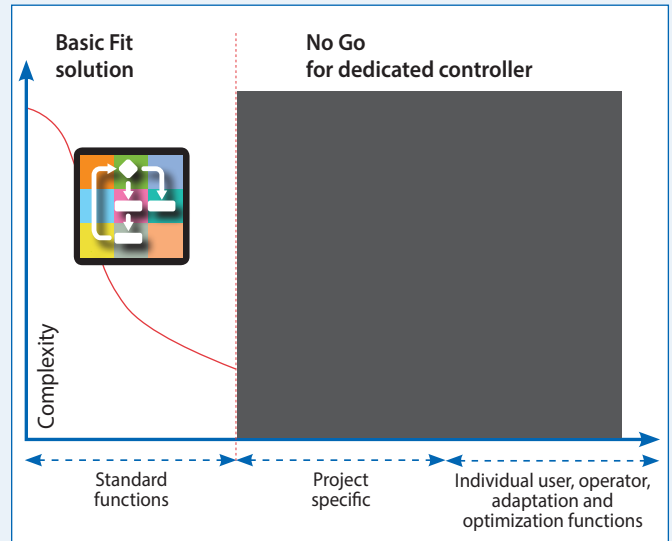 Basic Fit
solution
No Go
for dedicated controller
Complexity
Standard
functions
Project
specific
Individual user, operator,
adaptation and
optimization functions